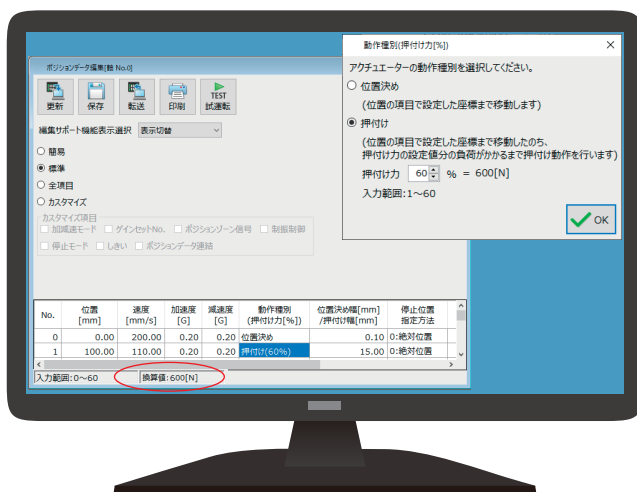 動作種別(押付け力[%])
アクチュエーターの動作種別を選択してください。
位置決め
(位置の項目で設定した座標まで移動します)
押付け
(位置の項目で設定した座標まで移動したのち、
押付け力の設定値分の負荷がかかるまで押付け動作を行います)
押付け力 60 % = 600[N]
入力範囲:1～60
OK
ポジションデータ編集[軸 No.0]
更新 保存 転送 印刷 TEST 試運転
編集サポート機能表示選択 表示切替
簡易
標準
全項目
カスタマイズ
カスタマイズ項目
加減速モード ゲインセットNo. ポジションゾーン信号 制振制御
停止モード しきい ポジションデータ連結
No. 位置 [mm] 速度 [mm/s] 加速度 [G] 減速度 [G] 動作種別 (押付け力[%]) 位置決め幅[mm] /押付け幅[mm] 停止位置 指定方法
0 0.00 200.00 0.20 0.20 位置決め 0.10 0:絶対位置
1 100.00 110.00 0.20 0.20 押付け(60%) 15.00 0:絶対位置
入力範囲:0～60 換算値:600[N]